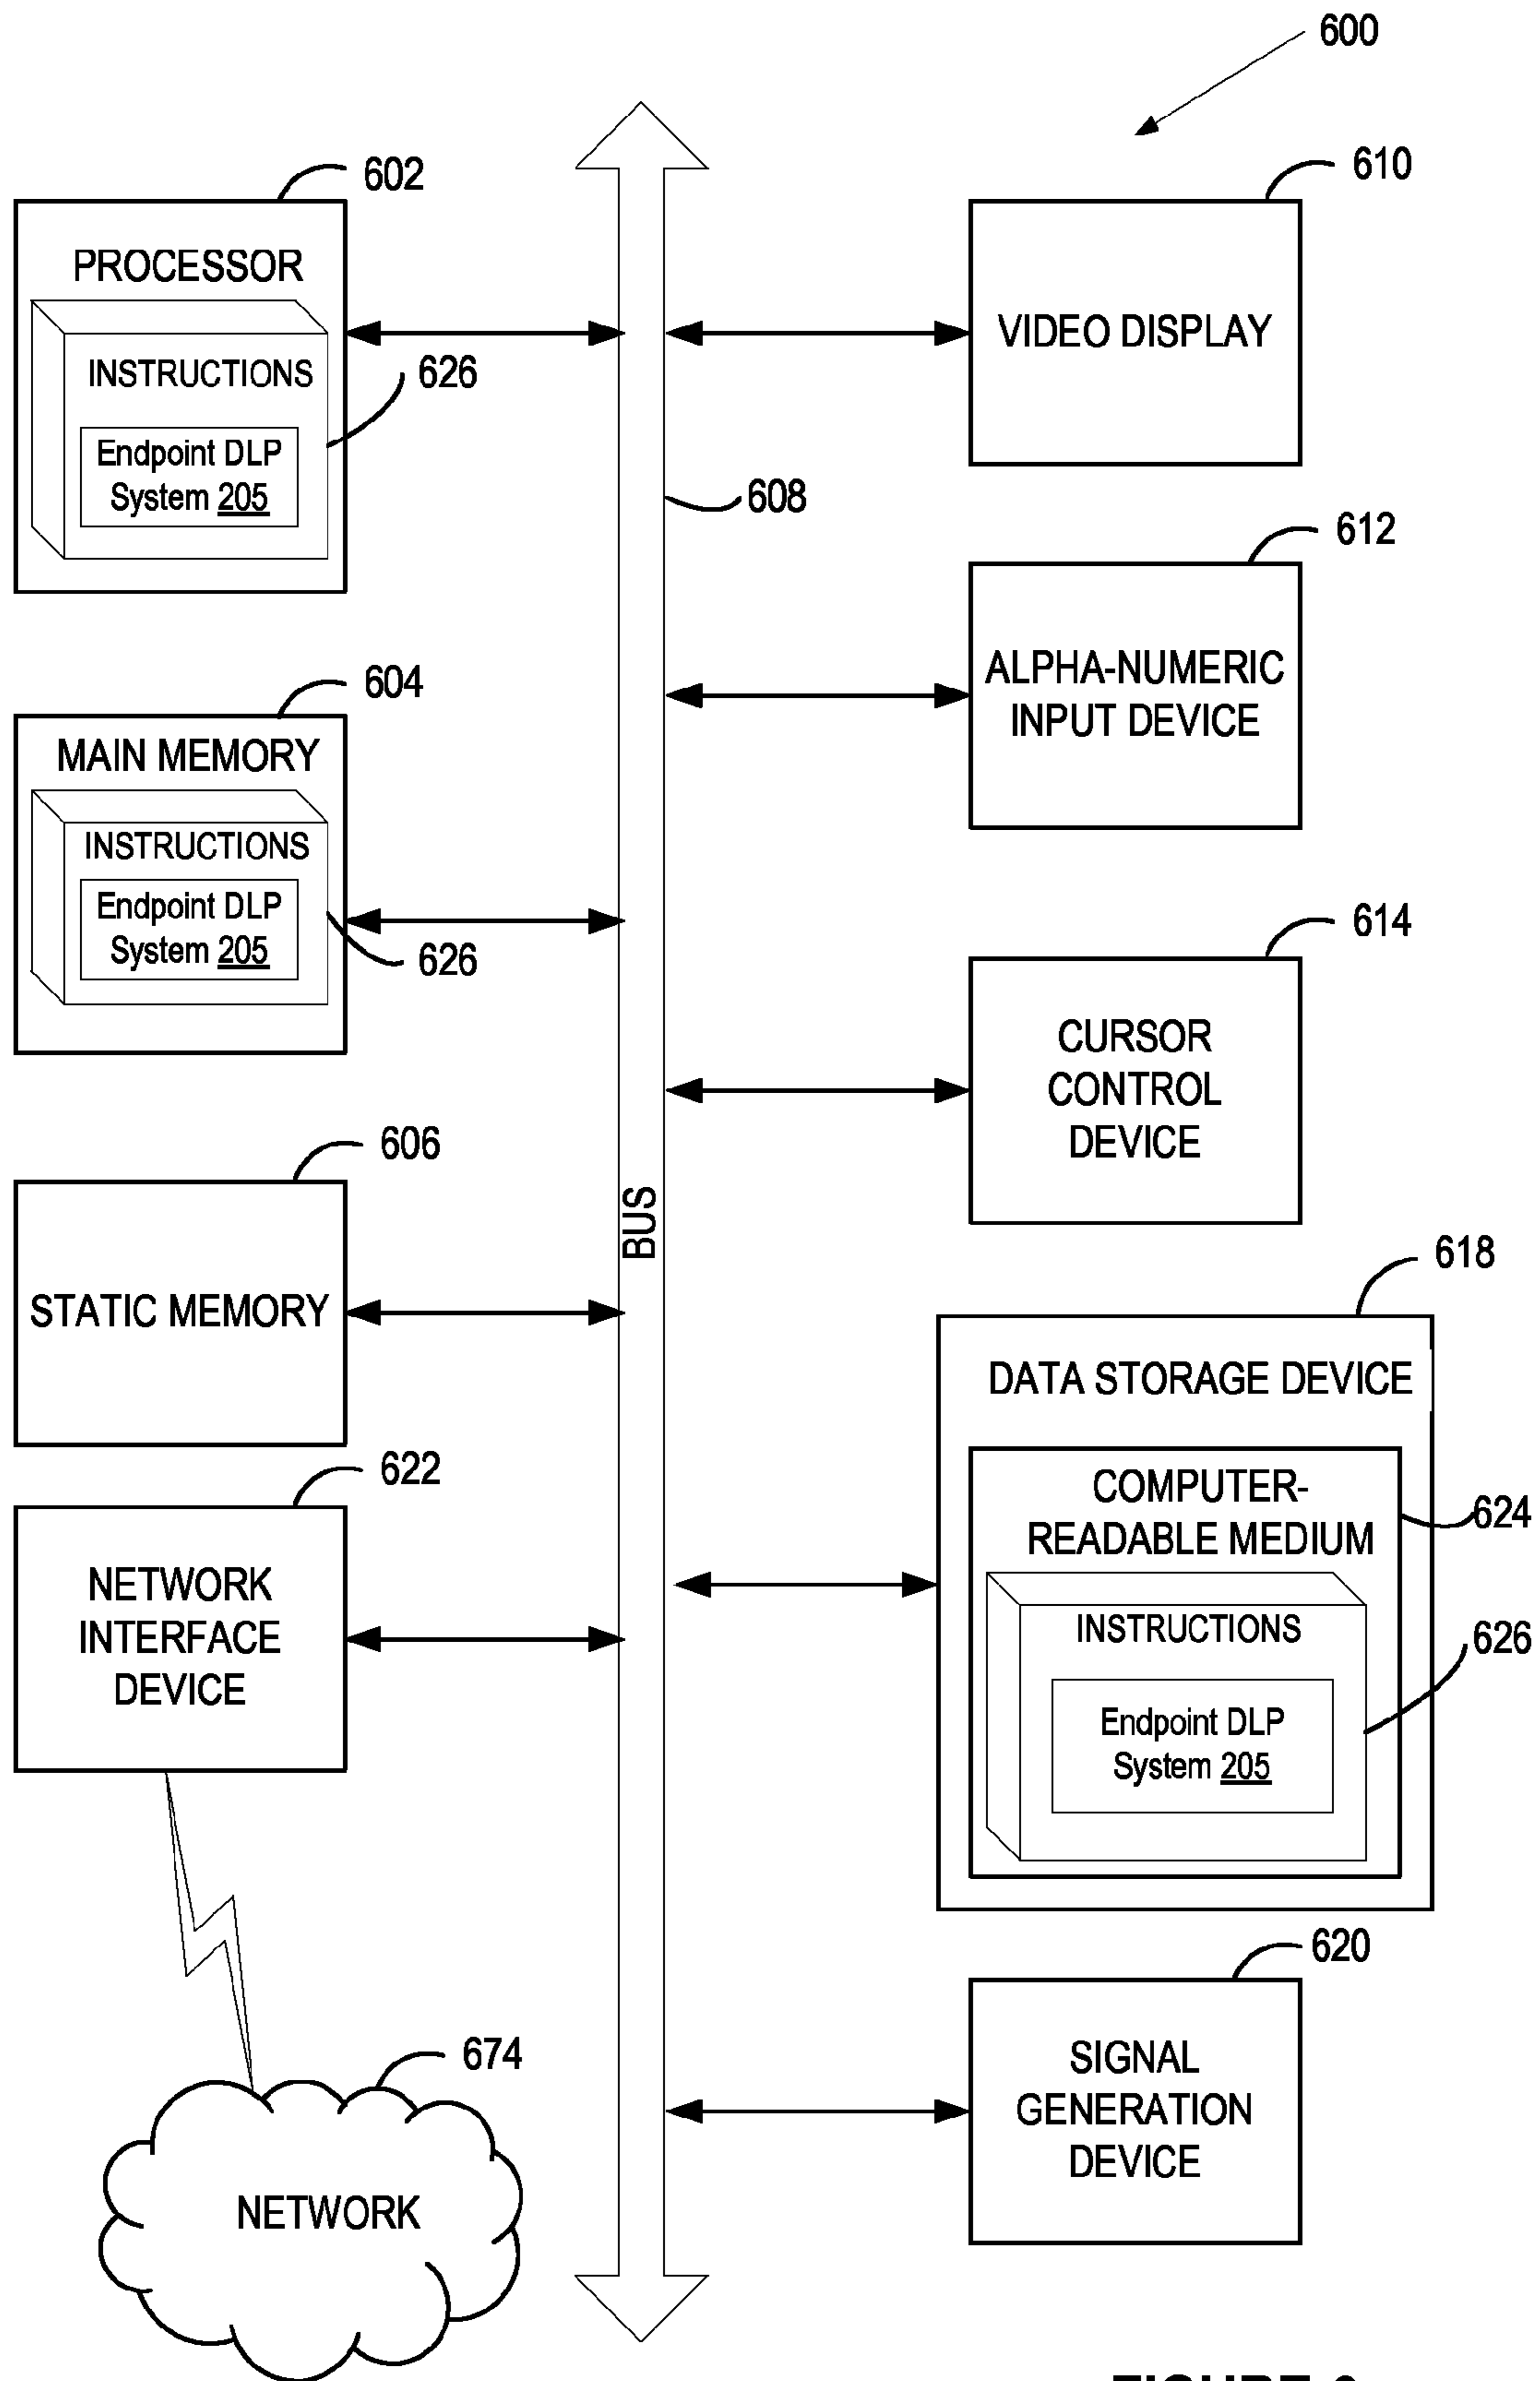 600
602
PROCESSOR
INSTRUCTIONS
626
Endpoint DLP
System 205
610
VIDEO DISPLAY
608
612
ALPHA-NUMERIC
INPUT DEVICE
604
MAIN MEMORY
INSTRUCTIONS
Endpoint DLP
System 205
626
614
CURSOR
CONTROL
DEVICE
606
STATIC MEMORY
BUS
618
DATA STORAGE DEVICE
COMPUTER-
READABLE MEDIUM
624
INSTRUCTIONS
626
Endpoint DLP
System 205
622
NETWORK
INTERFACE
DEVICE
620
SIGNAL
GENERATION
DEVICE
674
NETWORK